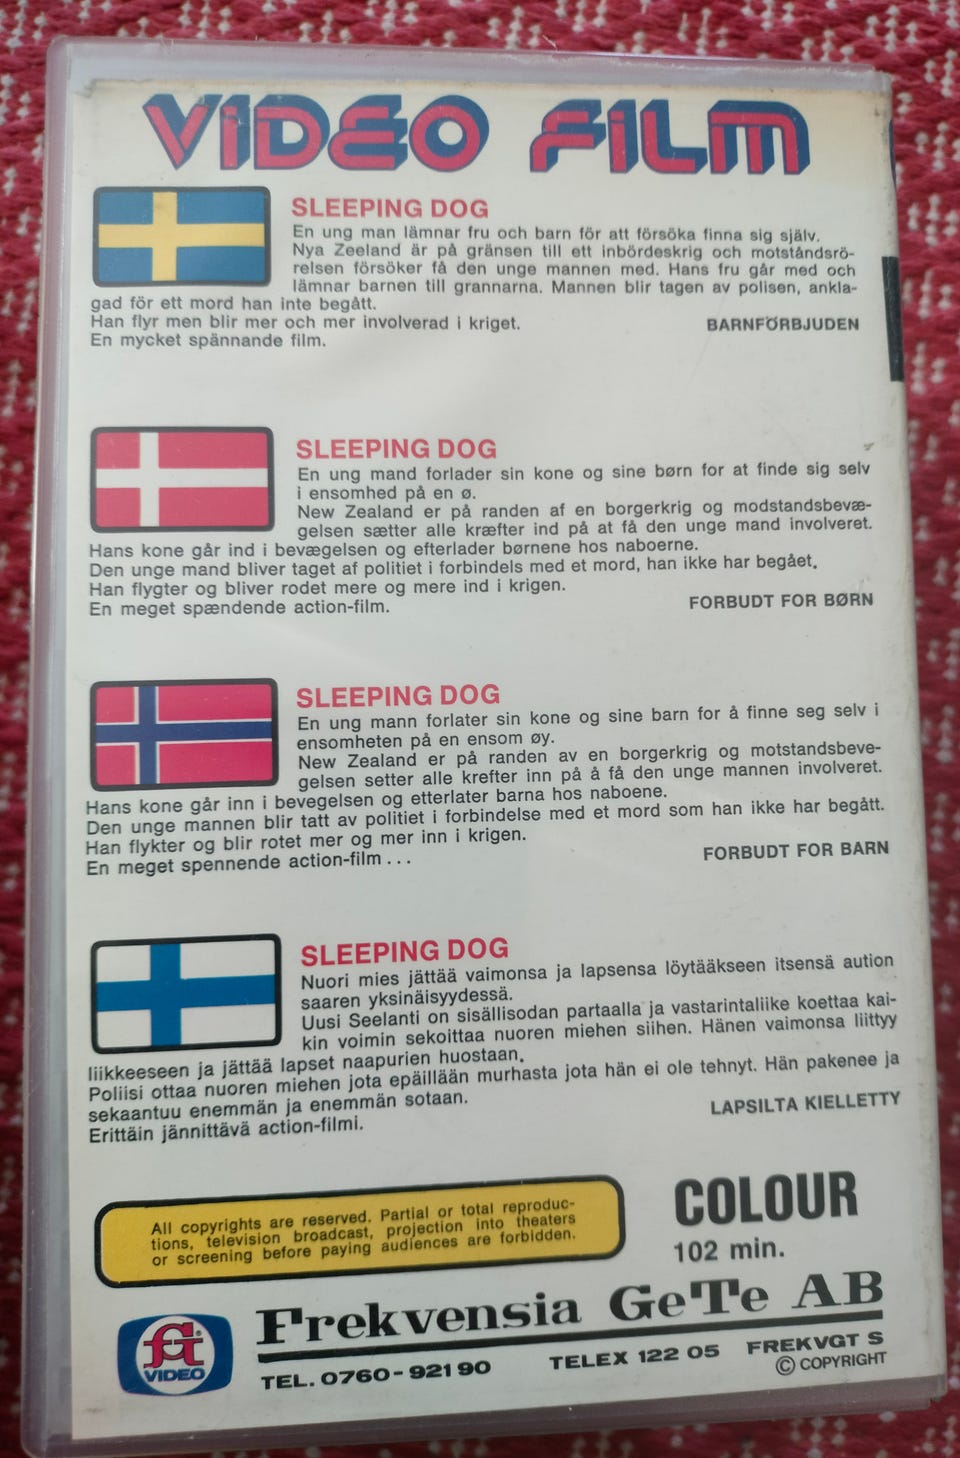 VIDEO FILM
SLEEPING DOG
En ung man lämnar fru och barn för att försöka finna sig själv.
Nya Zeeland är på gränsen till ett inbördeskrig och motståndsrö-
relsen försöker få den unge mannen med. Hans fru går med och
lämnar barnen till grannarna. Mannen blir tagen av polisen, ankla-
gad för ett mord han inte begått.
Han flyr men blir mer och mer involverad i kriget.
BARNFÖRBJUDEN
En mycket spännande film.
SLEEPING DOG
En ung mand forlader sin kone og sine børn for at finde sig selv
i ensomhed på en ø.
New Zealand er på randen af en borgerkrig og modstandsbevæ-
gelsen sætter alle kræfter ind på at få den unge mand involveret.
Hans kone går ind i bevægelsen og efterlader børnene hos naboerne.
Den unge mand bliver taget af politiet i forbindels med et mord, han ikke har begået.
Han flygter og bliver rodet mere og mere ind i krigen.
En meget spændende action-film.
FORBUDT FOR BØRN
SLEEPING DOG
En ung mann forlater sin kone og sine barn for å finne seg selv i
ensomheten på en ensom øy.
New Zealand er på randen av en borgerkrig og motstandsbeve-
gelsen setter alle krefter inn på å få den unge mannen involveret.
Hans kone går inn i bevegelsen og etterlater barna hos naboene.
Den unge mannen blir tatt av politiet i forbindelse med et mord som han ikke har begått.
Han flykter og blir rotet mer og mer inn i krigen.
En meget spennende action-film ...
FORBUDT FOR BARN
SLEEPING DOG
Nuori mies jättää vaimonsa ja lapsensa löytääkseen itsensä aution
saaren yksinäisyydessä.
Uusi Seelanti on sisällisodan partaalla ja vastarintaliike koettaa kai-
kin voimin sekoittaa nuoren miehen siihen. Hänen vaimonsa liittyy
liikkeeseen ja jättää lapset naapurien huostaan.
Poliisi ottaa nuoren miehen jota epäillään murhasta jota hän ei ole tehnyt. Hän pakenee ja
sekaantuu enemmän ja enemmän sotaan.
LAPSILTA KIELLETTY
Erittäin jännittävä action-filmi.
All copyrights are reserved. Partial or total reproduc-
tions, television broadcast, projection into theaters
or screening before paying audiences are forbidden.
COLOUR
102 min.
Frekvensia GeTe AB
TEL. 0760-921 90 TELEX 122 05 FREKVGT S
© COPYRIGHT
fGT®
VIDEO